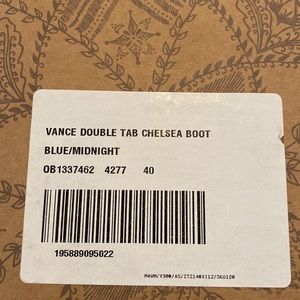 VANCE DOUBLE TAB CHELSEA BOOT
BLUE/MIDNIGHT
OB1337462 4277 40
195889095022